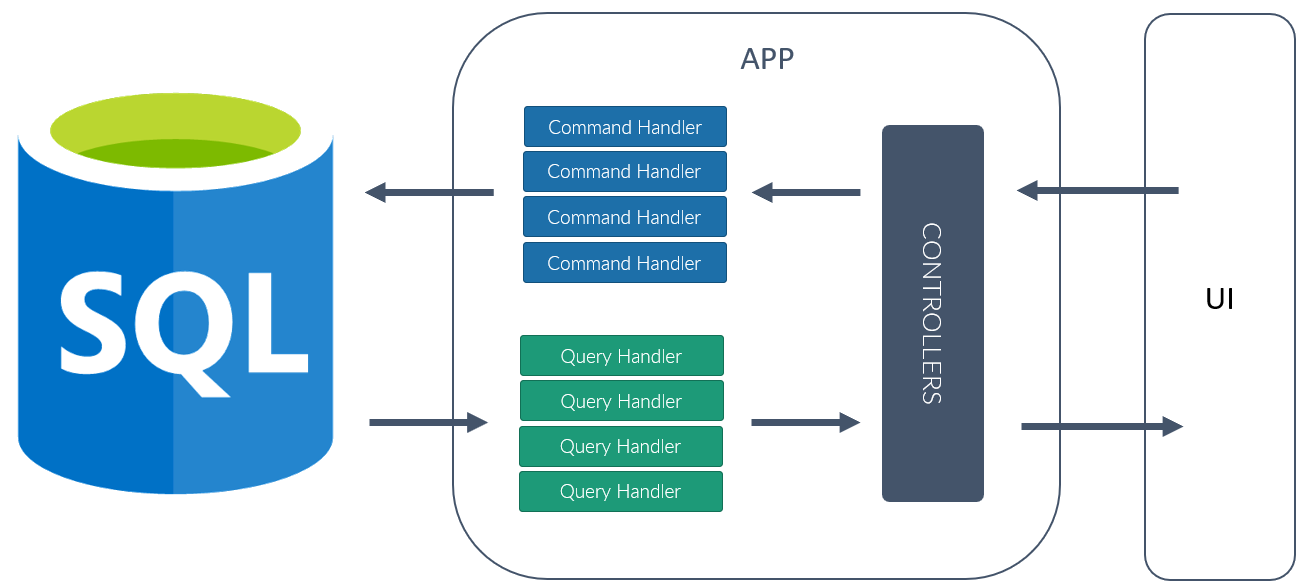 APP
SQL
Command Handler
Command Handler
Command Handler
Command Handler
Query Handler
Query Handler
Query Handler
Query Handler
CONTROLLERS
UI